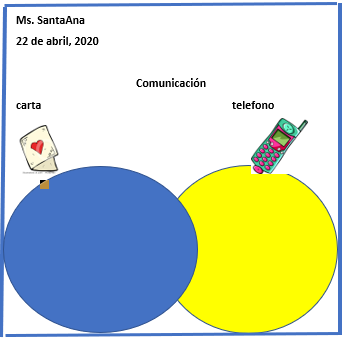 Ms. SantaAna
22 de abril, 2020
Comunicación
carta telefono